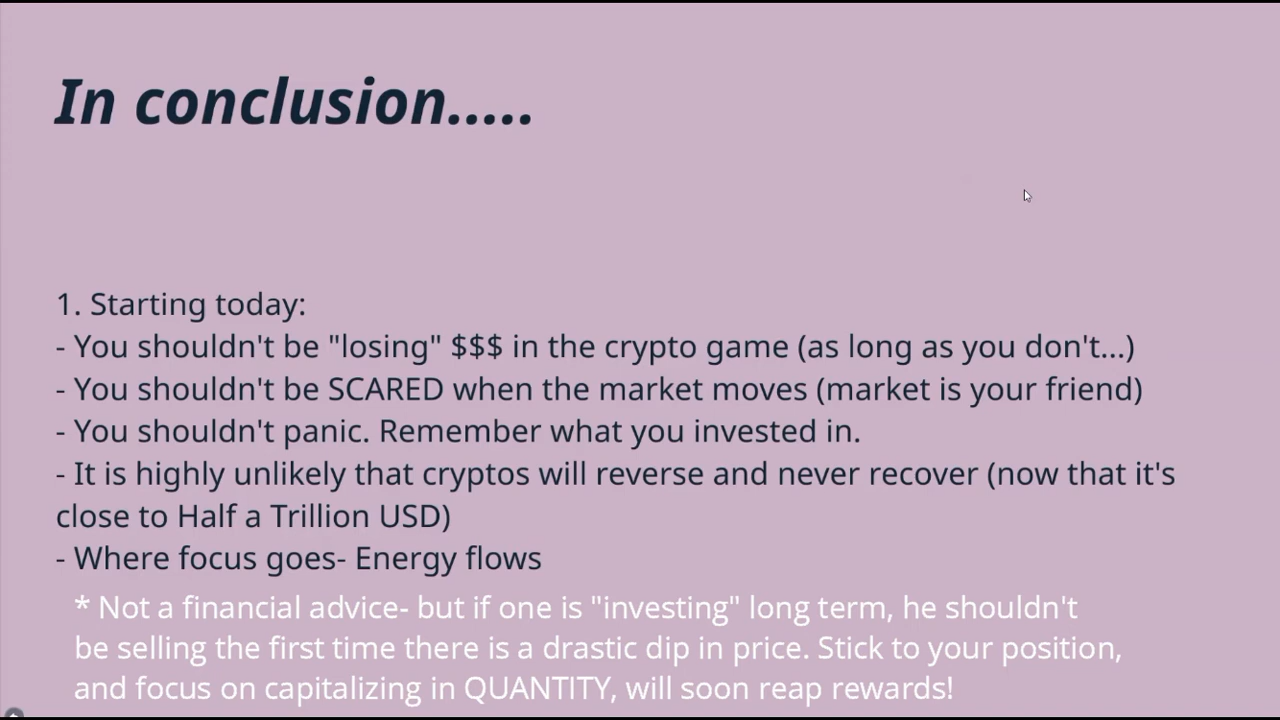 In conclusion.....
1. Starting today:
- You shouldn't be "losing" $$$ in the crypto game (as long as you don't...)
- You shouldn't be SCARED when the market moves (market is your friend)
- You shouldn't panic. Remember what you invested in.
- It is highly unlikely that cryptos will reverse and never recover (now that it's
close to Half a Trillion USD)
- Where focus goes- Energy flows
* Not a financial advice- but if one is "investing" long term, he shouldn't
be selling the first time there is a drastic dip in price. Stick to your position,
and focus on capitalizing in QUANTITY, will soon reap rewards!